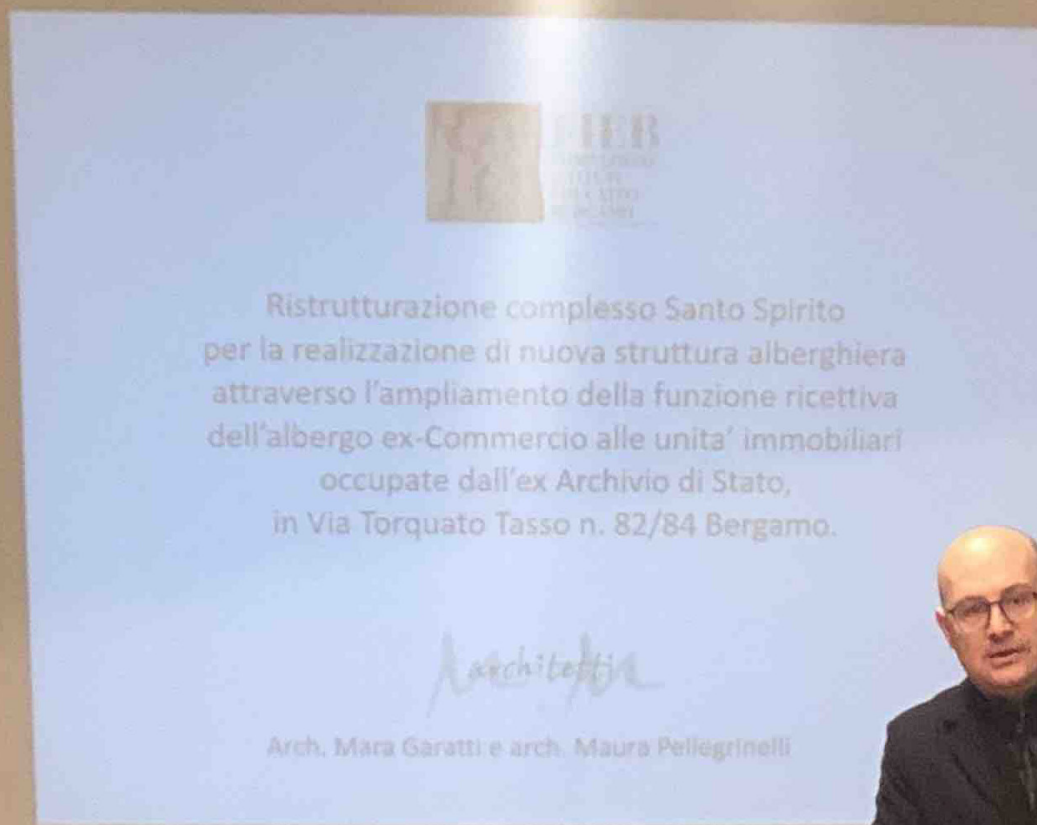 Ristrutturazione complesso Santo Spirito
per la realizzazione di nuova struttura alberghiera
attraverso l'ampliamento della funzione ricettiva
dell'albergo ex-Commercio alle unita' immobiliari
occupate dall'ex Archivio di Stato,
in Via Torquato Tasso n. 82/84 Bergamo.
architetti
Arch. Mara Garatti e arch. Maura Pellegrinelli